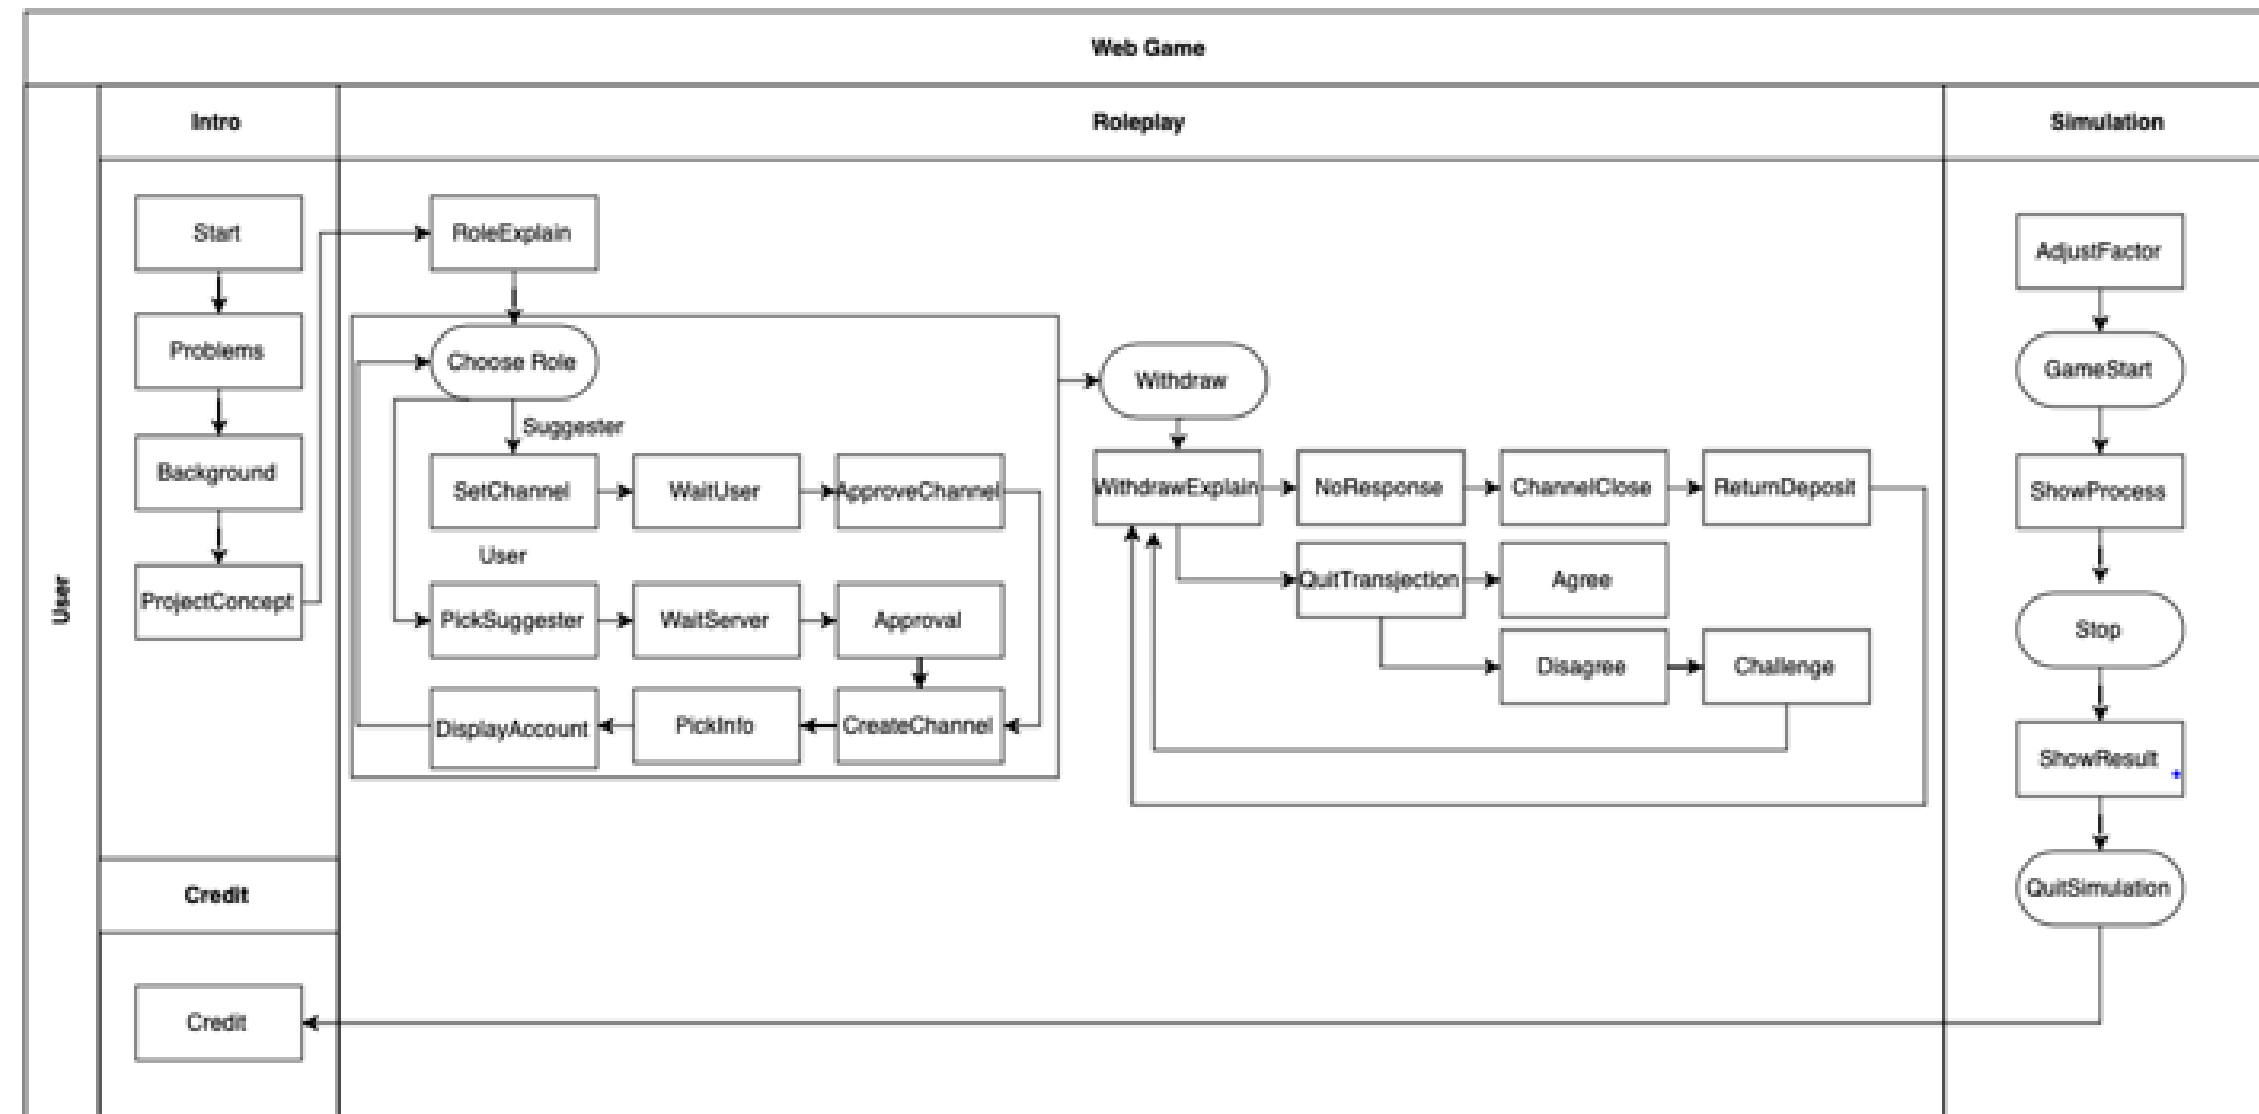 Web Game
User
Intro
Roleplay
Simulation
Start
Problems
Background
ProjectConcept
RoleExplain
Choose Role
Suggester
SetChannel
WaitUser
ApproveChannel
User
PickSuggester
WaitServer
Approval
DisplayAccount
PickInfo
CreateChannel
Withdraw
WithdrawExplain
NoResponse
ChannelClose
ReturnDeposit
QuitTransjection
Agree
Disagree
Challenge
AdjustFactor
GameStart
ShowProcess
Stop
ShowResult
QuitSimulation
Credit
Credit